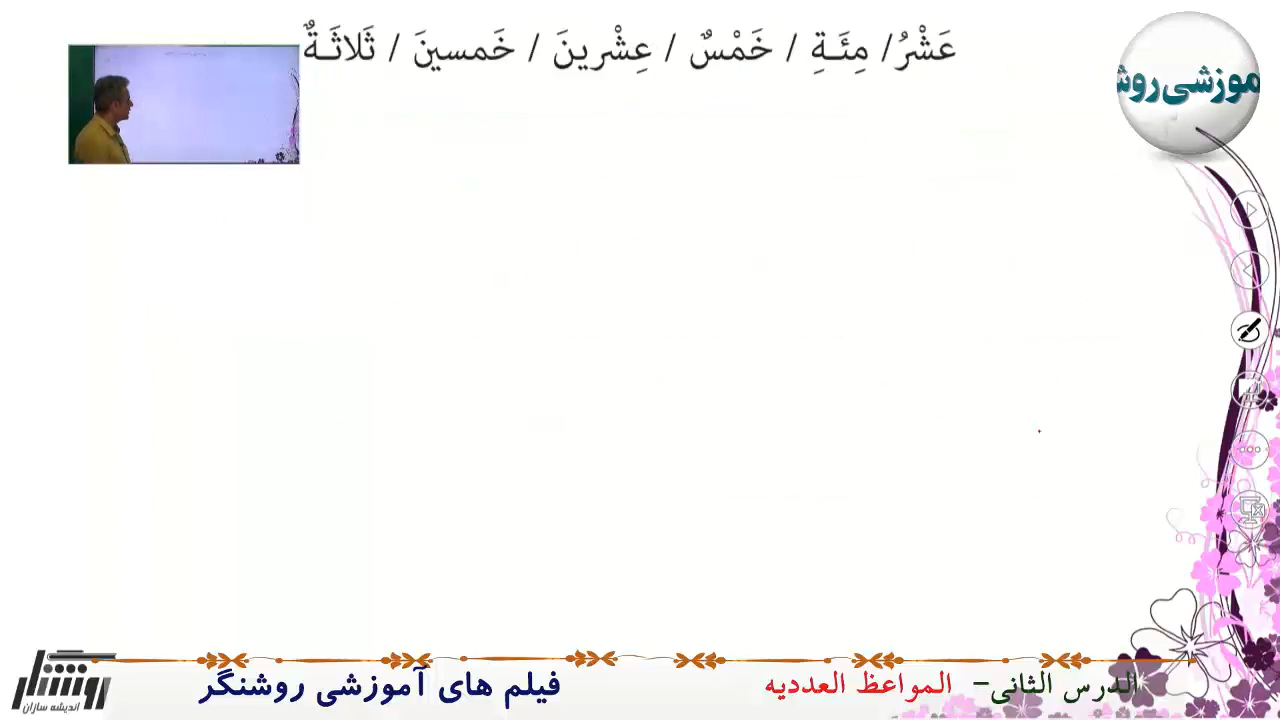 عَشْرُ/ مِئَـةِ / خَمْسٌ / عِشْرينَ / خَمسينَ / ثَلاثَـةٌ
موزشی روش
الدرس الثانی- المواعظ العددیه
فیلم های آموزشی روشنگر
روشنگر
اندیشه سازان